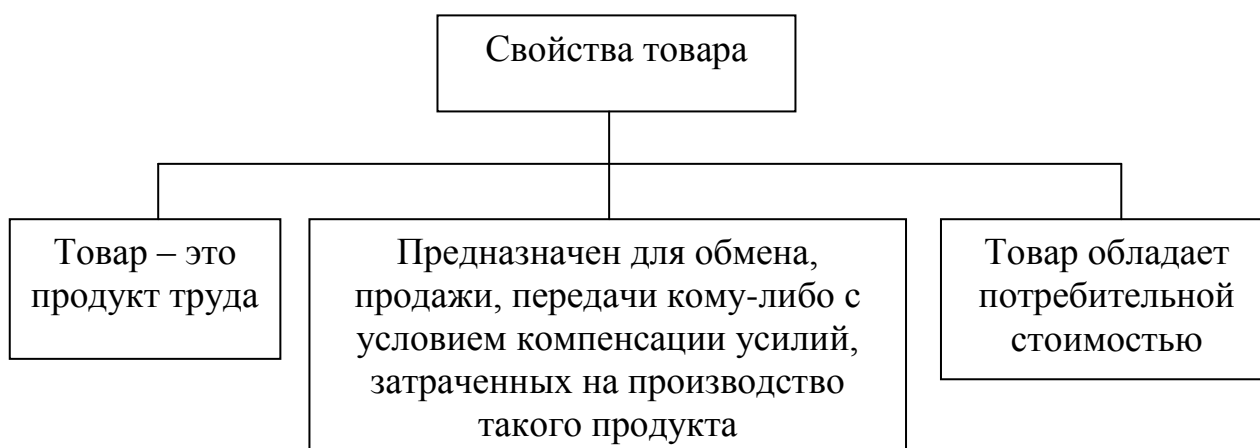 Свойства товара
Товар – это
продукт труда
Предназначен для обмена,
продажи, передачи кому-либо с
условием компенсации усилий,
затраченных на производство
такого продукта
Товар обладает
потребительной
стоимостью